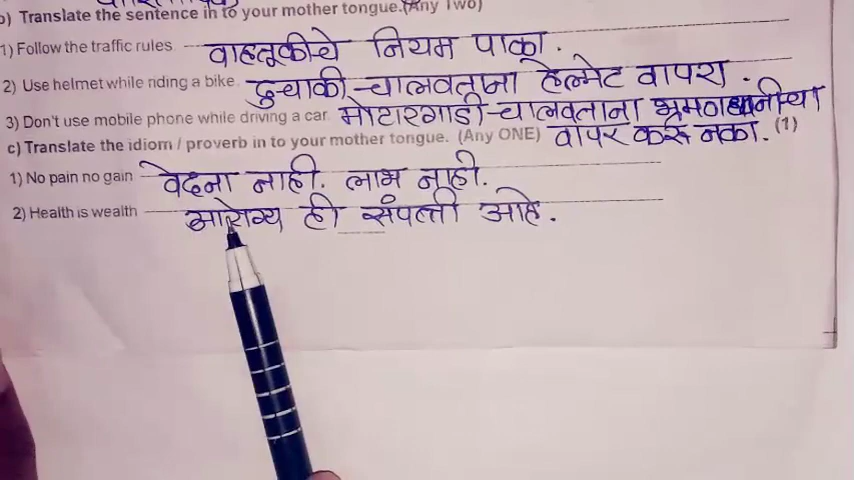 b) Translate the sentence in to your mother tongue.(Any Two)
1) Follow the traffic rules वाहतूकीचे नियम पाळा.
2) Use helmet while riding a bike. दुचाकी चालवताना हेल्मेट वापरा.
3) Don't use mobile phone while driving a car मोटारगाडी चालवताना भ्रमणध्वनीचा
वापर करू नका. (1)
c) Translate the idiom / proverb in to your mother tongue. (Any ONE)
1) No pain no gain वेदना नाही. लाभ नाही.
2) Health is wealth आरोग्य ही संपत्ती आहे.